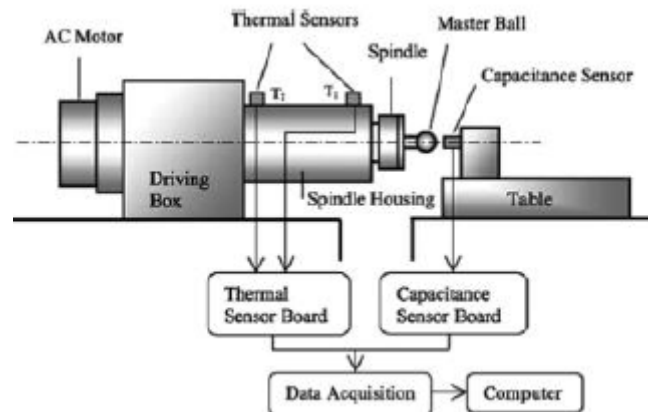 Thermal Sensors
Master Ball
AC Motor
Spindle
Capacitance Sensor
Driving
Box
Spindle Housing
Table
Thermal
Sensor Board
Capacitance
Sensor Board
Data Acquisition
Computer